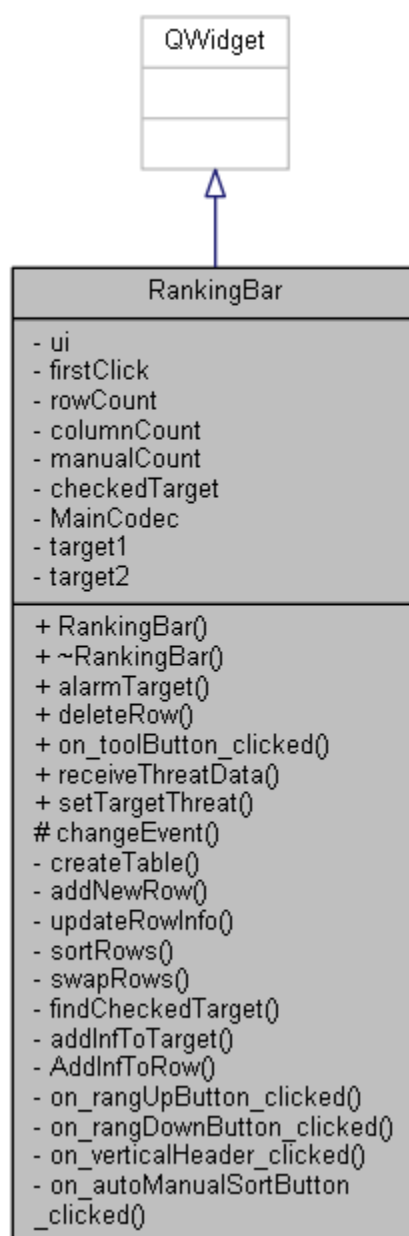 QWidget
RankingBar
- ui
- firstClick
- rowCount
- columnCount
- manualCount
- checkedTarget
- MainCodec
- target1
- target2
+ RankingBar()
+ ~RankingBar()
+ alarmTarget()
+ deleteRow()
+ on_toolButton_clicked()
+ receiveThreatData()
+ setTargetThreat()
# changeEvent()
- createTable()
- addNewRow()
- updateRowInfo()
- sortRows()
- swapRows()
- findCheckedTarget()
- addInfToTarget()
- AddInfToRow()
- on_rangUpButton_clicked()
- on_rangDownButton_clicked()
- on_verticalHeader_clicked()
- on_autoManualSortButton
_clicked()